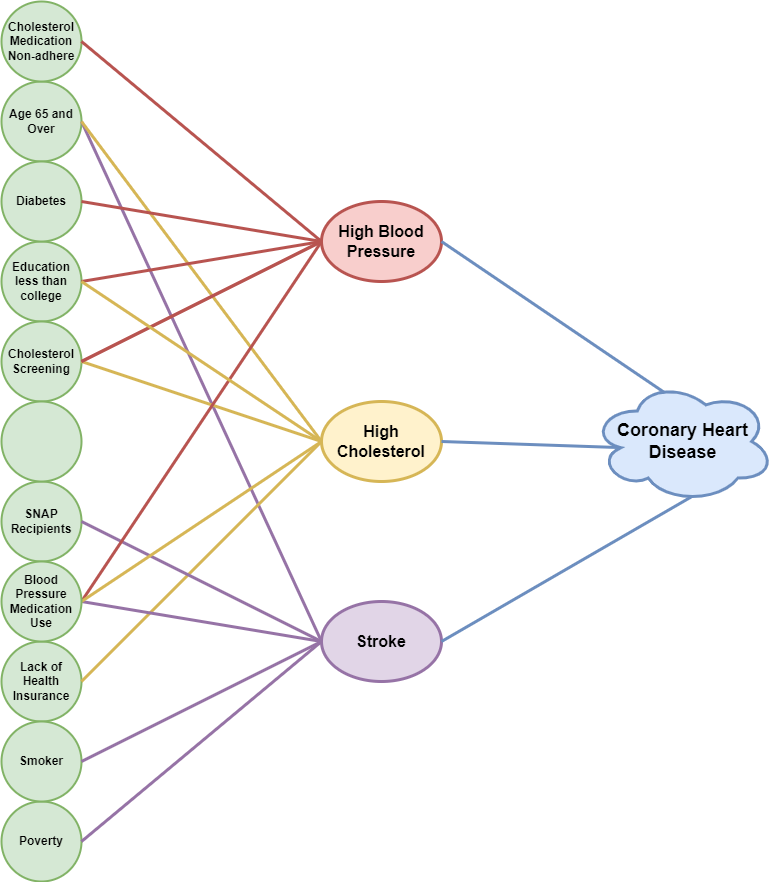 Cholesterol
Medication
Non-adhere
Age 65 and
Over
Diabetes
Education
less than
college
Cholesterol
Screening
SNAP
Recipients
Blood
Pressure
Medication
Use
Lack of
Health
Insurance
Smoker
Poverty
High Blood
Pressure
High
Cholesterol
Stroke
Coronary Heart
Disease